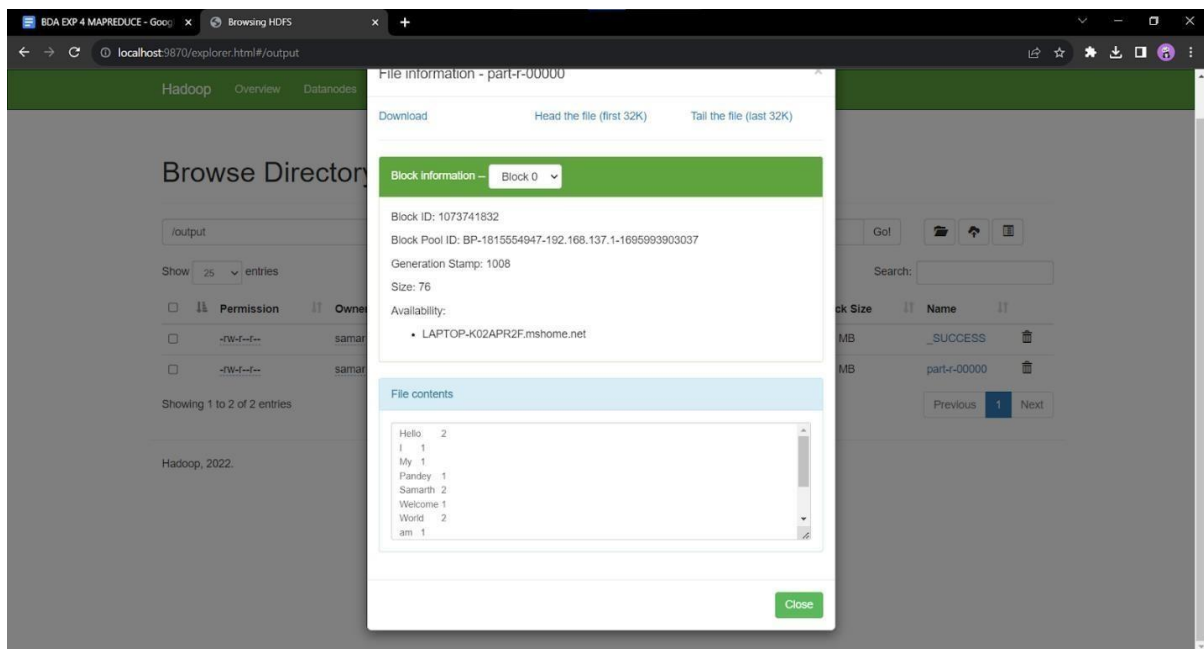 BDA EXP 4 MAPREDUCE - Goog
Browsing HDFS
localhost:9870/explorer.html#/output
Hadoop Overview Datanodes
File information - part-r-00000
Download Head the file (first 32K) Tail the file (last 32K)
Browse Directory
Block information -- Block 0
Block ID: 1073741832
/output
Go!
Block Pool ID: BP-1815554947-192.168.137.1-1695993903037
Generation Stamp: 1008
Show 25 entries
Search:
Size: 76
Availability:
Permission Owner ck Size Name
LAPTOP-K02APR2F.mshome.net
-rw-r--r-- samar MB _SUCCESS
-rw-r--r-- samar MB part-r-00000
File contents
Showing 1 to 2 of 2 entries
Previous 1 Next
Hello 2
I 1
My 1
Pandey 1
Samarth 2
Welcome 1
World 2
am 1
Hadoop, 2022.
Close